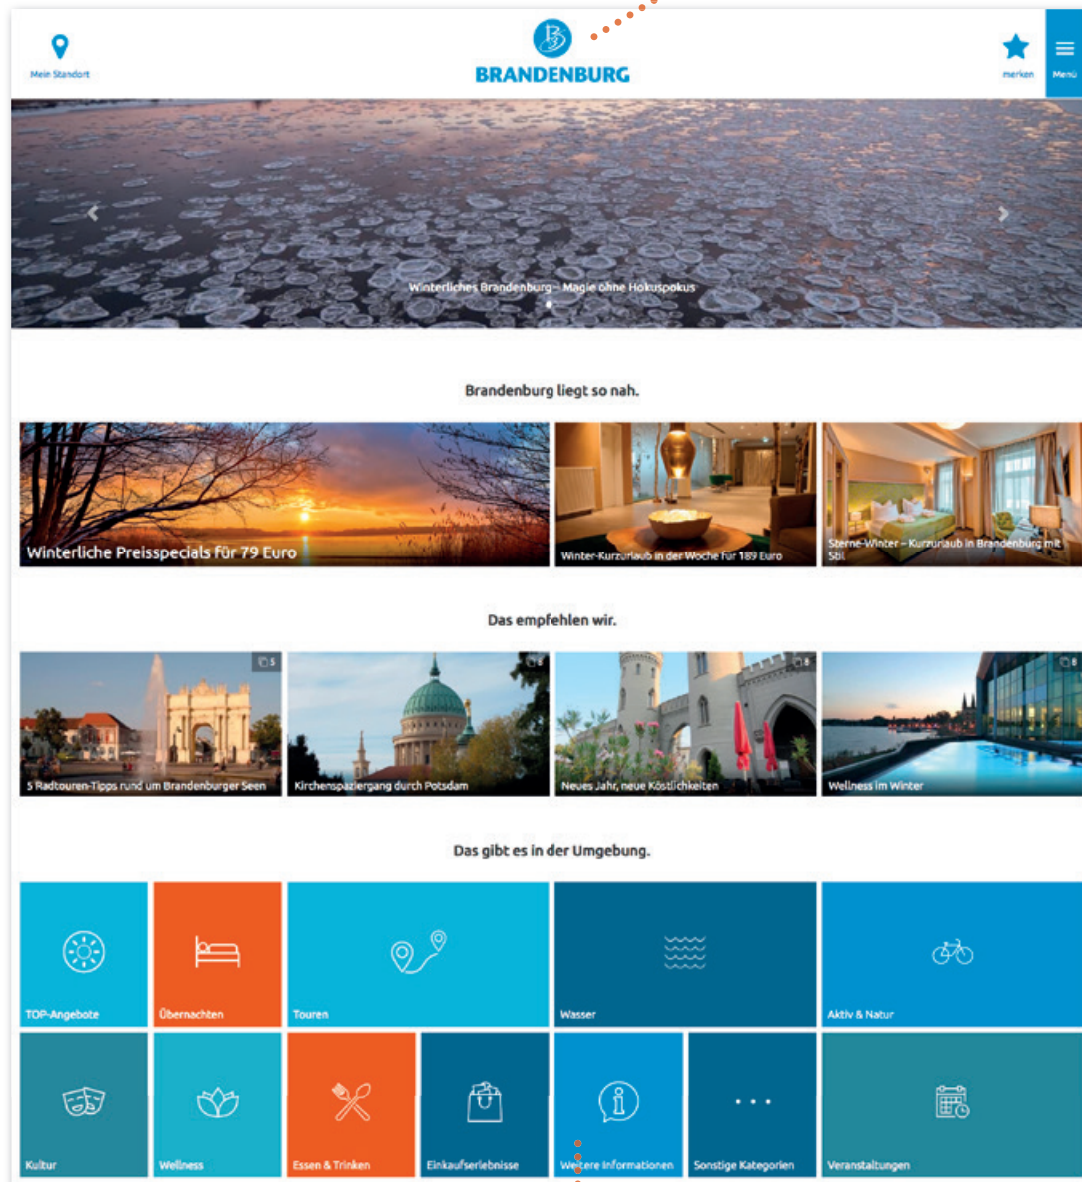 Mein Standort
BRANDENBURG
merken
Menü
Winterliches Brandenburg – Magie ohne Hokuspokus
Brandenburg liegt so nah.
Winterliche Preisspecials für 79 Euro
Winter-Kurzurlaub in der Woche für 189 Euro
Sterne-Winter – Kurzurlaub in Brandenburg mit
Stil
Das empfehlen wir.
5
8
8
8
5 Radtouren-Tipps rund um Brandenburger Seen
Kirchenspaziergang durch Potsdam
Neues Jahr, neue Köstlichkeiten
Wellness im Winter
Das gibt es in der Umgebung.
TOP-Angebote
Übernachten
Touren
Wasser
Aktiv & Natur
Kultur
Wellness
Essen & Trinken
Einkaufserlebnisse
Weitere Informationen
Sonstige Kategorien
Veranstaltungen